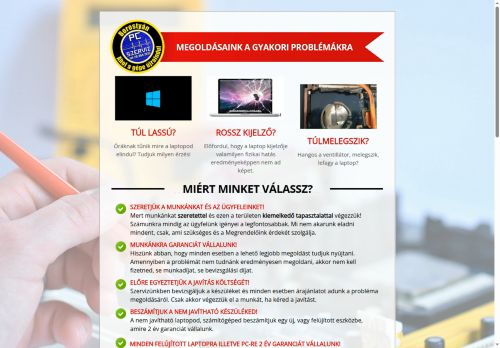 Borostyán
PC
SZERVIZ
MEGOLDÁSAINK A GYAKORI PROBLÉMÁKRA
TÚL LASSÚ?
Óráknak tűnik mire a laptopod
elindul? Tudjuk milyen érzés!
ROSSZ KIJELZŐ?
Előfordul, hogy a laptop kijelzője
valamilyen fizikai hatás
eredményeképpen nem ad
képet.
TÚLMELEGSZIK?
Hangos a ventillátor, melegszik,
lefagy a laptop?
MIÉRT MINKET VÁLASSZ?
SZERETJÜK A MUNKÁNKAT ÉS AZ ÜGYFELEINKET!
Mert munkánkat szeretettel és ezen a területen kiemelkedő tapasztalattal végezzük!
Számunkra mindig az ügyfelünk igényei a legfontosabbak. Mi nem akarunk eladni
mindent, csak, ami szükséges és a Megrendelőink érdekét szolgálja.
MUNKÁNKRA GARANCIÁT VÁLLALUNK!
Hiszünk abban, hogy minden esetben a lehető legjobb megoldást tudjuk nyújtani.
Amennyiben a problémát nem tudnánk eredményesen megoldani, akkor nem kell
fizetned, se munkadíjat, se bevizsgálási díjat.
ELŐRE EGYEZTETJÜK A JAVÍTÁS KÖLTSÉGÉT!
Szervizünkben bevizsgáljuk a készüléket és minden esetben árajánlatot adunk a probléma
megoldásáról. Csak akkor végezzük el a munkát, ha kéred a javítást.
BESZÁMÍTJUK A NEM JAVÍTHATÓ KÉSZÜLÉKED!
A nem javítható laptopod, számítógéped beszámítjuk egy új, vagy felújított eszközbe,
amire 2 év garanciát vállalunk.
MINDEN FELÚJÍTOTT LAPTOPRA ILLETVE PC-RE 2 ÉV GARANCIÁT VÁLLALUNK!